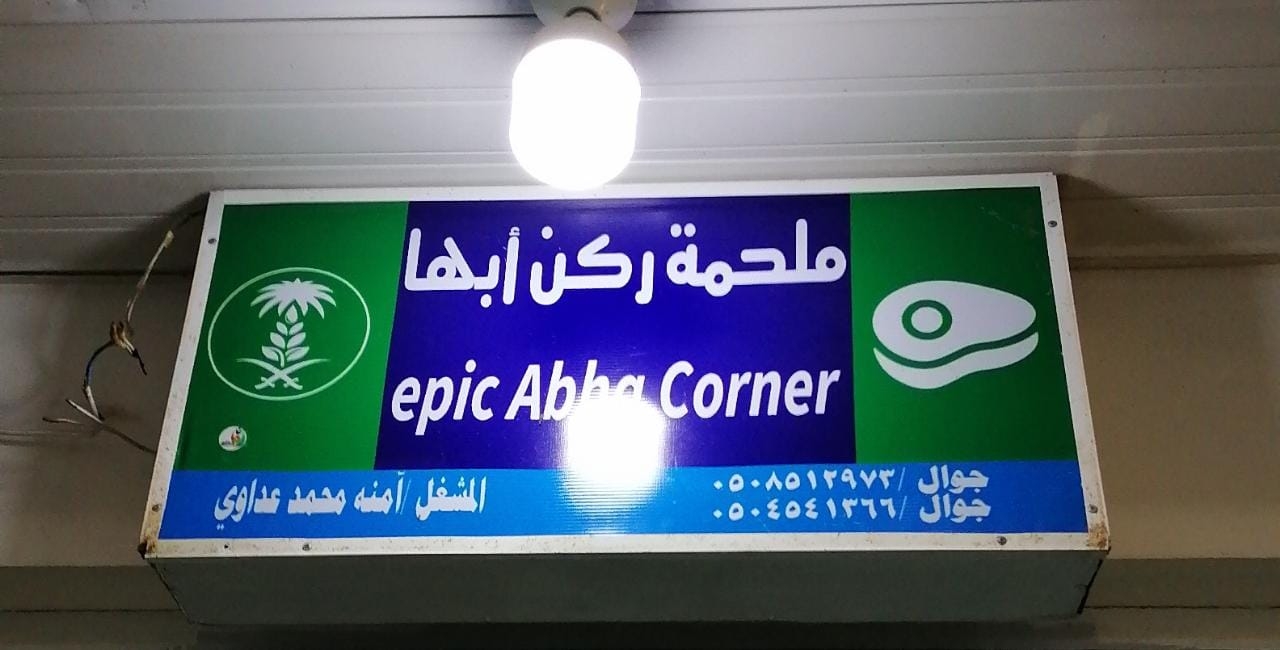 ملحمة ركن أبها
epic Abha Corner
جوال /٠٥٠٨٥١٢٩٧٣
جوال /٠٥٠٤٥٤١٣٦٦
المشغل /آمنه محمد عداوي